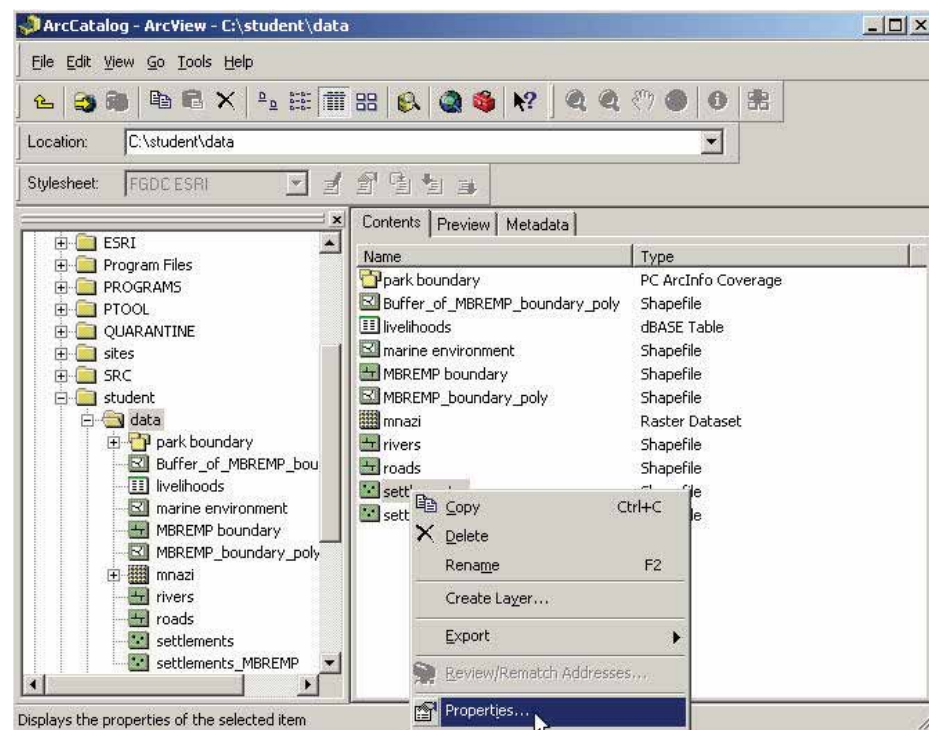 ArcCatalog - ArcView - C:\student\data
File Edit View Go Tools Help
Location: C:\student\data
Stylesheet: FGDC ESRI
ESRI
Program Files
PROGRAMS
PTOOL
QUARANTINE
sites
SRC
student
data
park boundary
Buffer_of_MBREMP_bou
livelihoods
marine environment
MBREMP boundary
MBREMP_boundary_poly
mnazi
rivers
roads
settlements
settlements_MBREMP
Contents Preview Metadata
Name Type
park boundary PC ArcInfo Coverage
Buffer_of_MBREMP_boundary_poly Shapefile
livelihoods dBASE Table
marine environment Shapefile
MBREMP boundary Shapefile
MBREMP_boundary_poly Shapefile
mnazi Raster Dataset
rivers Shapefile
roads Shapefile
Copy Ctrl+C
Delete
Rename F2
Create Layer...
Export
Review/Rematch Addresses...
Properties...
Displays the properties of the selected item